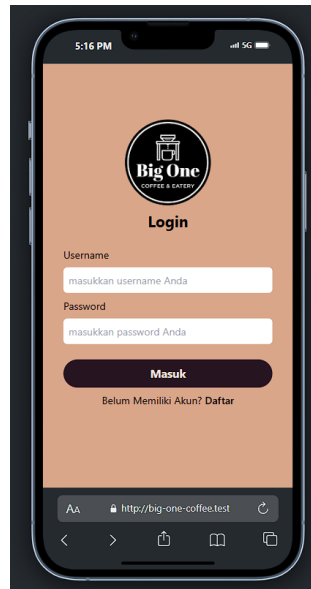 5:16 PM 5G
Big One
COFFEE & EATERY
Login
Username
masukkan username Anda
Password
masukkan password Anda
Masuk
Belum Memiliki Akun? Daftar
AA http://big-one-coffee.test